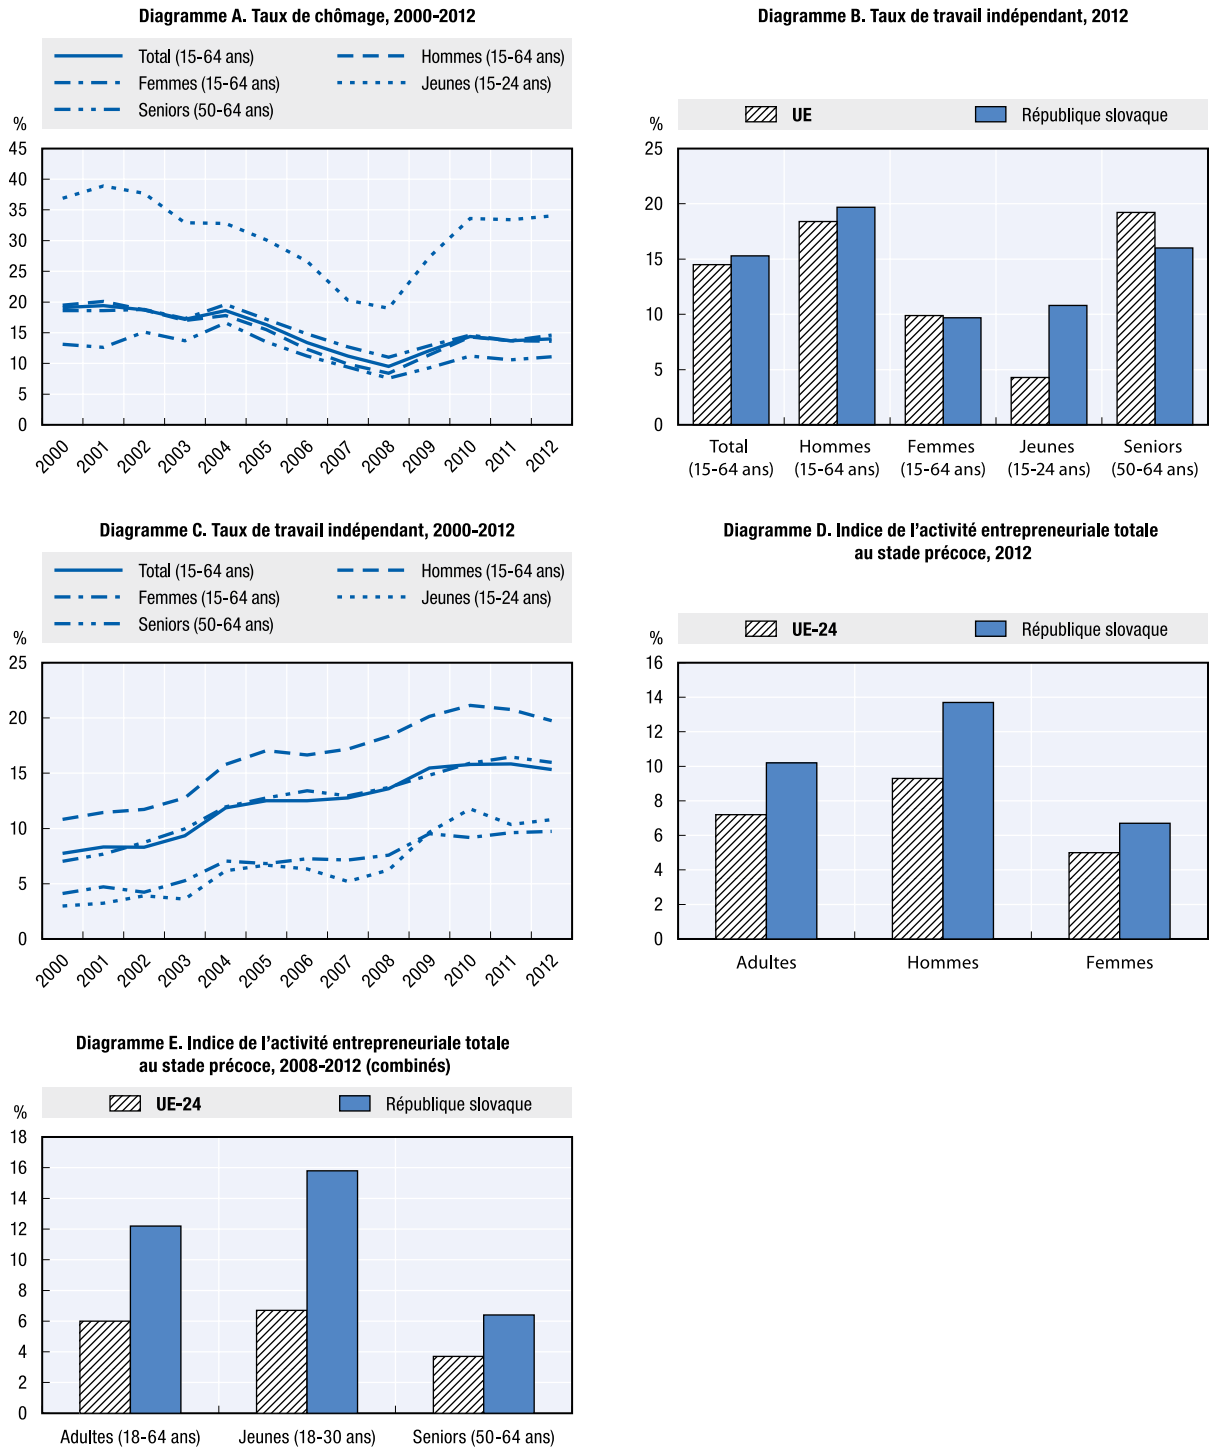 Diagramme A. Taux de chômage, 2000-2012
Total (15-64 ans)
Hommes (15-64 ans)
Femmes (15-64 ans)
Jeunes (15-24 ans)
Seniors (50-64 ans)
%
45
40
35
30
25
20
15
10
5
0
2000
2001
2002
2003
2004
2005
2006
2007
2008
2009
2010
2011
2012
Diagramme B. Taux de travail indépendant, 2012
UE
République slovaque
%
25
20
15
10
5
0
Total
(15-64 ans)
Hommes
(15-64 ans)
Femmes
(15-64 ans)
Jeunes
(15-24 ans)
Seniors
(50-64 ans)
Diagramme C. Taux de travail indépendant, 2000-2012
Total (15-64 ans)
Hommes (15-64 ans)
Femmes (15-64 ans)
Jeunes (15-24 ans)
Seniors (50-64 ans)
%
25
20
15
10
5
0
2000
2001
2002
2003
2004
2005
2006
2007
2008
2009
2010
2011
2012
Diagramme D. Indice de l'activité entrepreneuriale totale
au stade précoce, 2012
UE-24
République slovaque
%
16
14
12
10
8
6
4
2
0
Adultes
Hommes
Femmes
Diagramme E. Indice de l'activité entrepreneuriale totale
au stade précoce, 2008-2012 (combinés)
UE-24
République slovaque
%
18
16
14
12
10
8
6
4
2
0
Adultes (18-64 ans)
Jeunes (18-30 ans)
Seniors (50-64 ans)